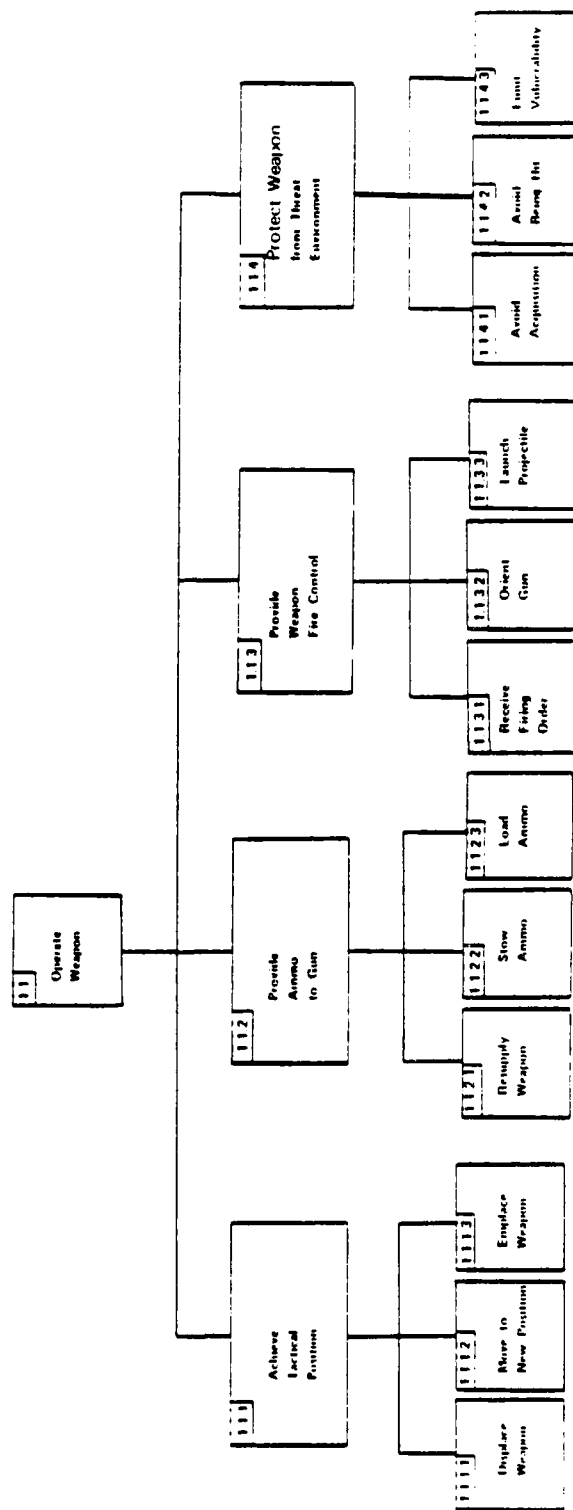 1 1
Operate
Weapon
1 1 1
Achieve
Tactical
Position
1 1 2
Provide
Ammo
to Gun
1 1 3
Provide
Weapon
Fire Control
1 1 4
Protect Weapon
from Threat
Environment
1 1 1 1
Displace
Weapon
1 1 1 2
Move to
New Position
1 1 1 3
Emplace
Weapon
1 1 2 1
Resupply
Weapon
1 1 2 2
Stow
Ammo
1 1 2 3
Load
Ammo
1 1 3 1
Receive
Firing
Order
1 1 3 2
Orient
Gun
1 1 3 3
Launch
Projectile
1 1 4 1
Avoid
Acquisition
1 1 4 2
Avoid
Being Hit
1 1 4 3
Limit
Vulnerability